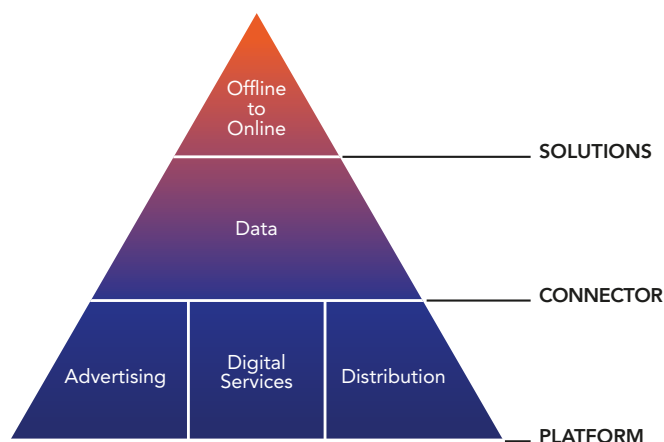 Offline
to
Online
SOLUTIONS
Data
CONNECTOR
Advertising
Digital
Services
Distribution
PLATFORM